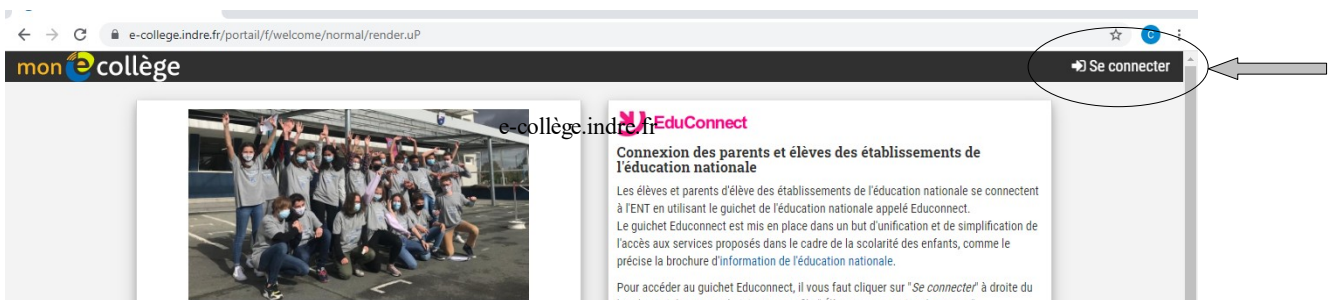 e-college.indre.fr/portail/f/welcome/normal/render.uP
C
mon e collège
Se connecter
e-collège.indre.fr
EduConnect
Connexion des parents et élèves des établissements de
l'éducation nationale
Les élèves et parents d'élève des établissements de l'éducation nationale se connectent
à l'ENT en utilisant le guichet de l'éducation nationale appelé Educonnect.
Le guichet Educonnect est mis en place dans un but d'unification et de simplification de
l'accès aux services proposés dans le cadre de la scolarité des enfants, comme le
précise la brochure d'information de l'éducation nationale.
Pour accéder au guichet Educonnect, il vous faut cliquer sur "Se connecter" à droite du